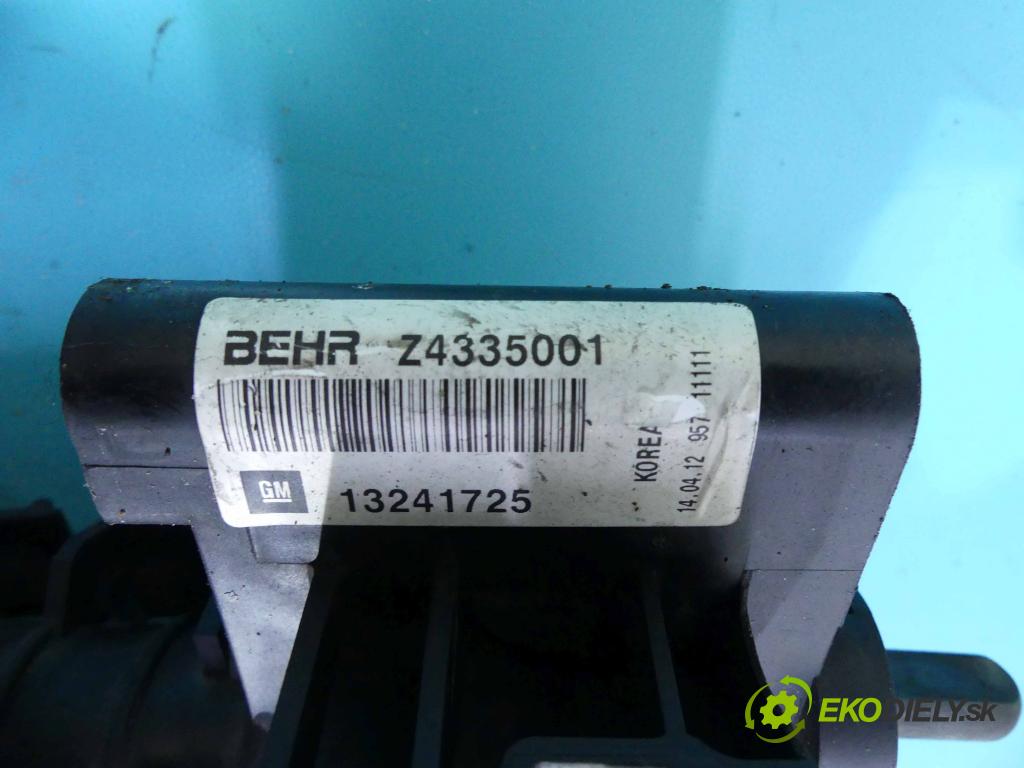 BEHR Z4335001
GM 13241725
KOREA
14.04.12 957 11111
EKODIELY.sk